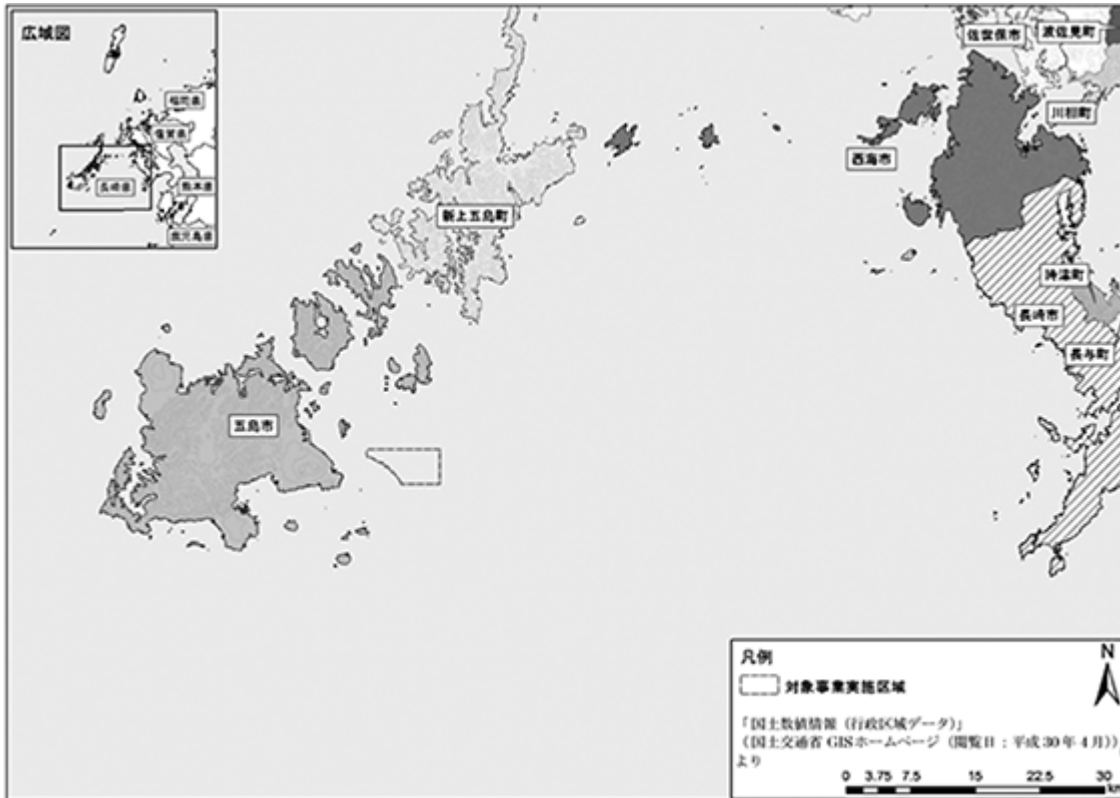 広域図
福岡県
佐賀県
長崎県
熊本県
鹿児島県
佐世保市
波佐見町
川棚町
西海市
新上五島町
時津町
長崎市
長与町
五島市
凡例
N
対象事業実施区域
「国土数値情報（行政区域データ）」
（国土交通省 GISホームページ（閲覧日：平成 30 年 4 月））
より
0 3.75 7.5 15 22.5 30